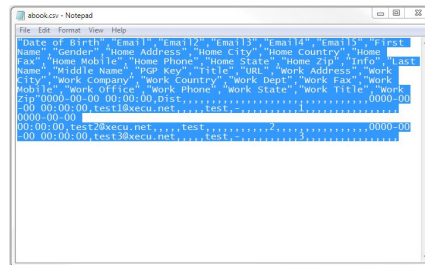 abook.csv - Notepad
File Edit Format View Help
"Date of Birth","Email","Email2","Email3","Email4","Email5","First
Name","Gender","Home Address","Home City","Home Country","Home
Fax","Home Mobile","Home Phone","Home State","Home Zip","Info","Last
Name","Middle Name","PGP Key","Title","URL","Work Address","Work
City","Work Company","Work Country","Work Dept","Work Fax","Work
Mobile","Work Office","Work Phone","Work State","Work Title","Work
Zip"0000-00-00 00:00:00,Dist,,,,,,,,,,,,,,,,,,,,,,,,,,,,,,,,0000-00
-00 00:00:00,test1@xecu.net,,,,,test,-,,,,,,,,,,1,,,,,,,,,,,,,,,,,
0000-00-00
00:00:00,test2@xecu.net,,,,,test,,,,,,,,,,,2,,,,,,,,,,,,,,,,,0000-00
-00 00:00:00,test3@xecu.net,,,,,test,-,,,,,,,,,,3,,,,,,,,,,,,,,,,,